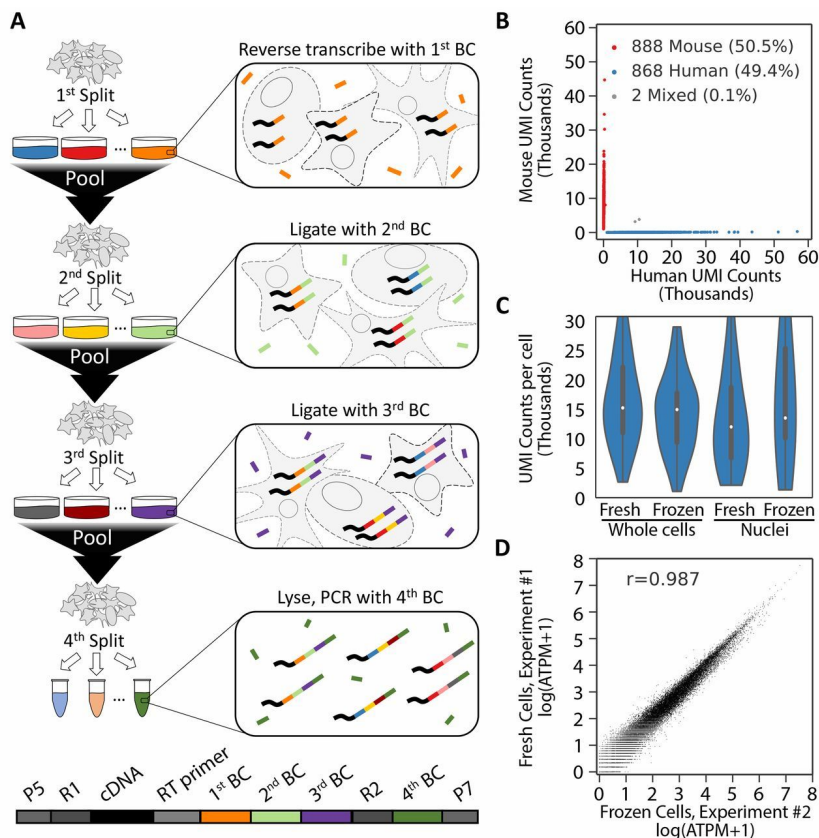 A
1st Split
...
Pool
2nd Split
...
Pool
3rd Split
...
Pool
4th Split
...
Reverse transcribe with 1st BC
Ligate with 2nd BC
Ligate with 3rd BC
Lyse, PCR with 4th BC
P5 R1 cDNA RT primer 1st BC 2nd BC 3rd BC R2 4th BC P7
B
Mouse UMI Counts
(Thousands)
60
50
40
30
20
10
0
888 Mouse (50.5%)
868 Human (49.4%)
2 Mixed (0.1%)
0 10 20 30 40 50 60
Human UMI Counts
(Thousands)
C
UMI Counts per cell
(Thousands)
30
25
20
15
10
5
0
Fresh Frozen Fresh Frozen
Whole cells Nuclei
D
Fresh Cells, Experiment #1
log(ATPM+1)
8
7
6
5
4
3
2
1
0
r=0.987
0 1 2 3 4 5 6 7 8
Frozen Cells, Experiment #2
log(ATPM+1)